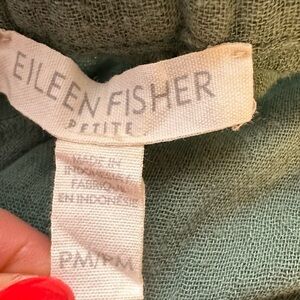 EILEEN FISHER
PETITE
MADE IN
INDONESIA
FABRIQUÉ
EN INDONÉSIE
PM/PM